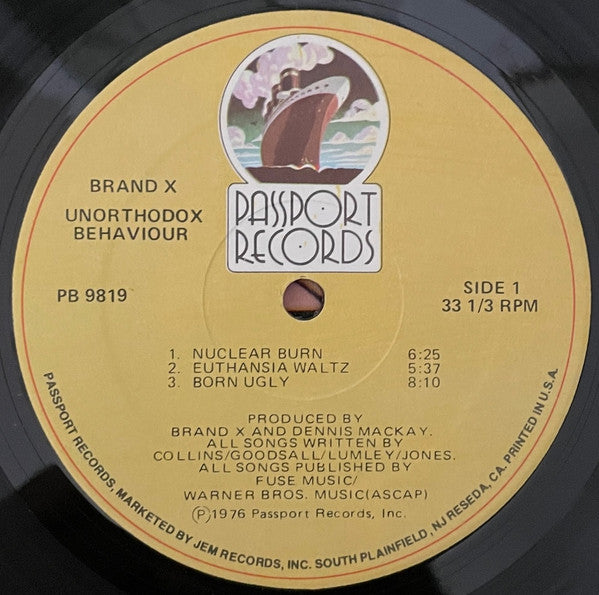 PASSPORT
RECORDS
BRAND X
UNORTHODOX
BEHAVIOUR
PB 9819
SIDE 1
33 1/3 RPM
1. NUCLEAR BURN 6:25
2. EUTHANSIA WALTZ 5:37
3. BORN UGLY 8:10
PRODUCED BY
BRAND X AND DENNIS MACKAY.
ALL SONGS WRITTEN BY
COLLINS/GOODSALL/LUMLEY/JONES.
ALL SONGS PUBLISHED BY
FUSE MUSIC/
WARNER BROS. MUSIC(ASCAP)
Ⓟ1976 Passport Records, Inc.
PASSPORT RECORDS, MARKETED BY JEM RECORDS, INC. SOUTH PLAINFIELD, NJ RESEDA, CA. PRINTED IN U.S.A.